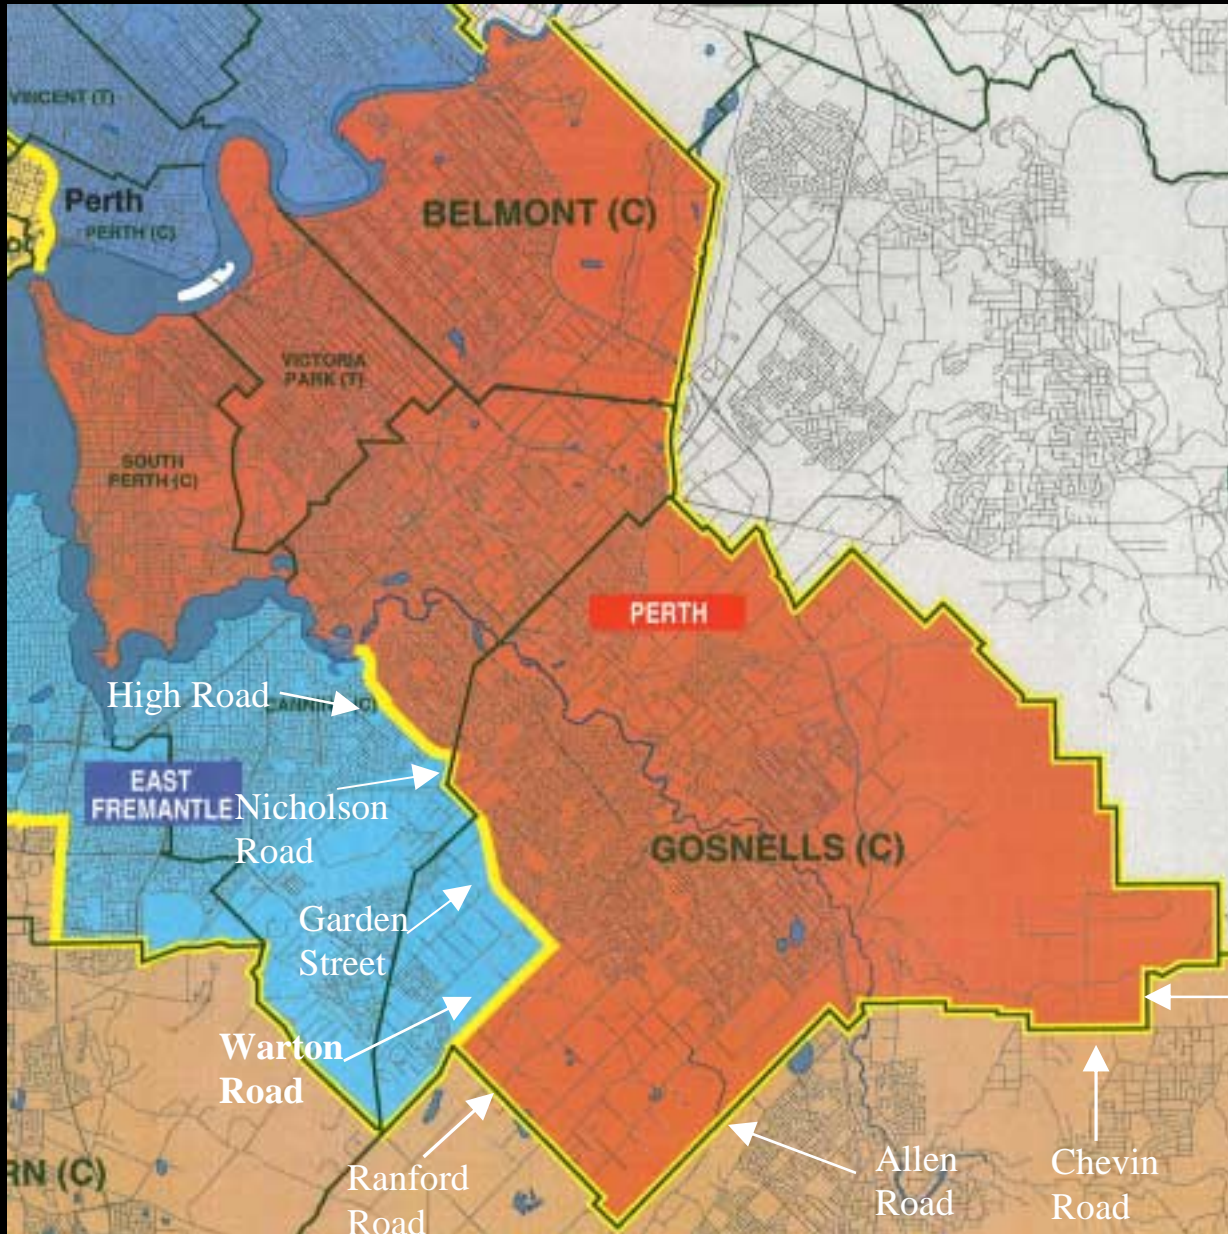 VINCENT (T)
Perth
PERTH (C)
BELMONT (C)
VICTORIA
PARK (T)
SOUTH
PERTH (C)
PERTH
High Road
EAST
FREMANTLE
Nicholson
Road
GOSNELLS (C)
Garden
Street
Warton
Road
RN (C)
Ranford
Road
Allen
Road
Chevin
Road